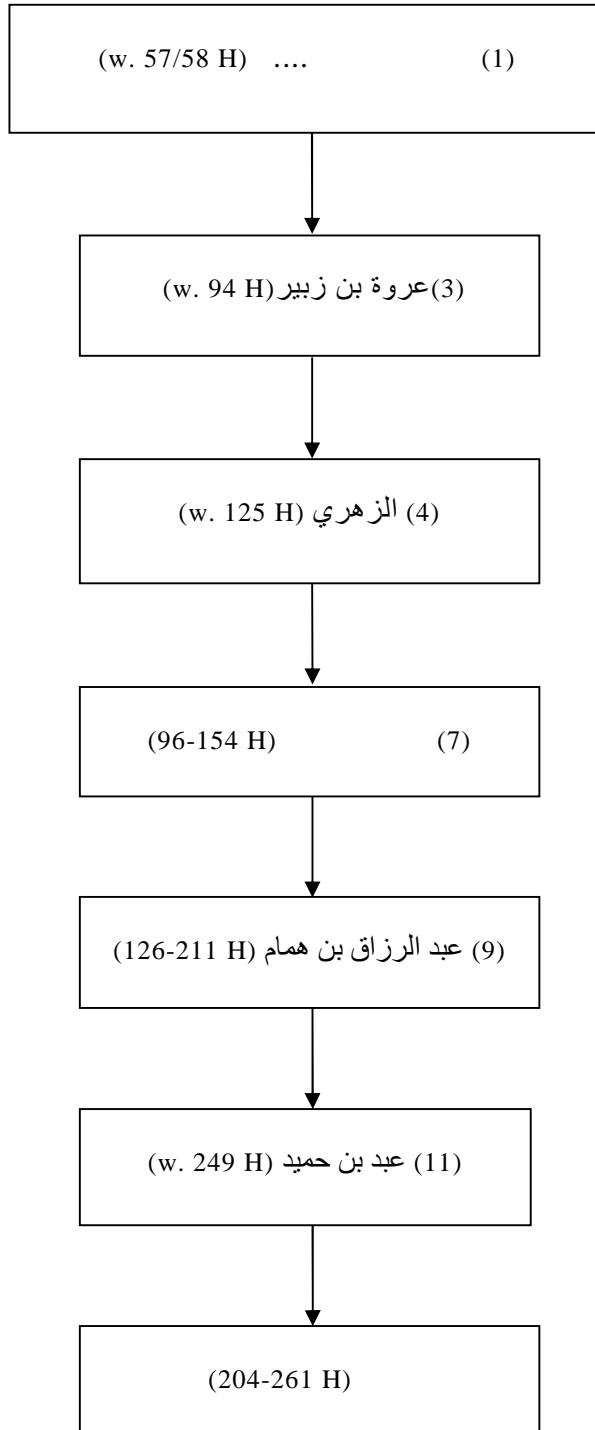 (1) .... (w. 57/58 H)
(3)عروة بن زبير(w. 94 H)
(4) الزهري (w. 125 H)
(7) (96-154 H)
(9) عبد الرزاق بن همام (126-211 H)
(11) عبد بن حميد (w. 249 H)
(204-261 H)